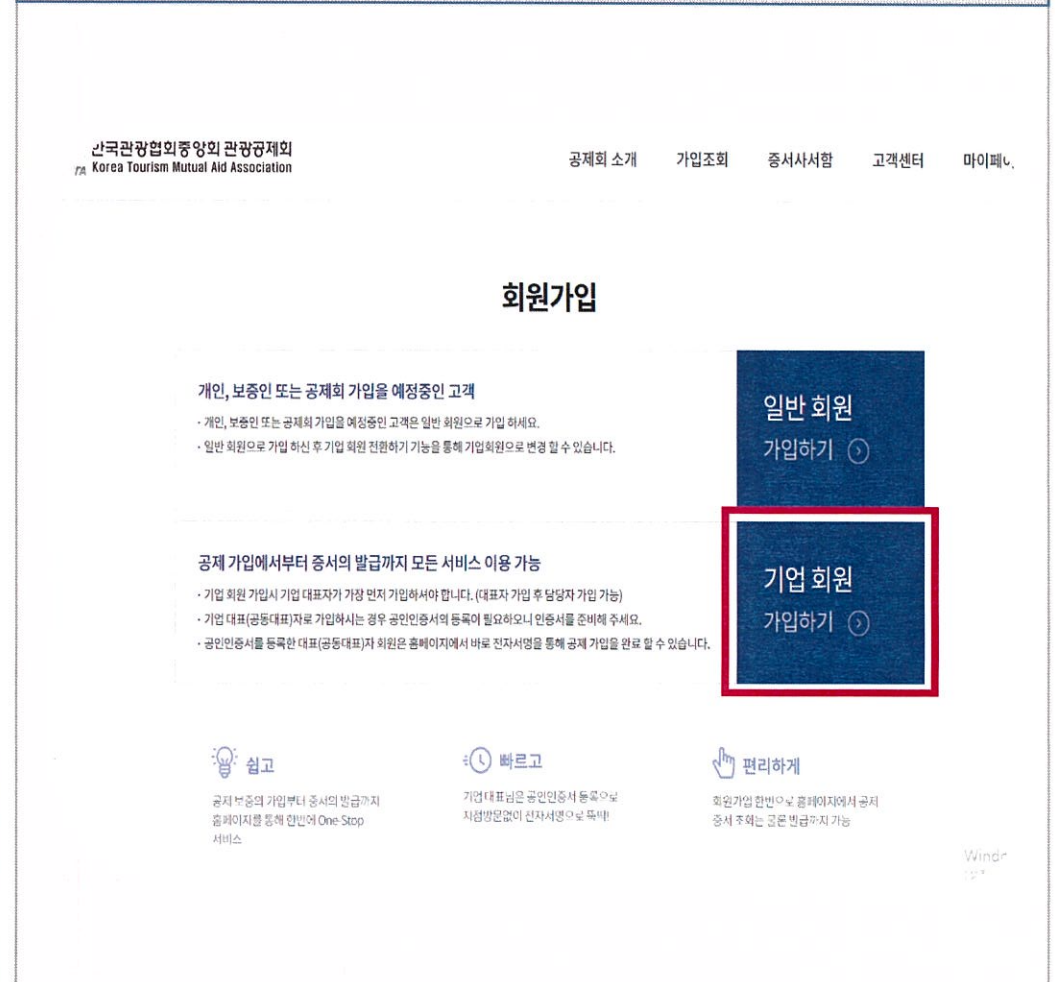 한국관광협회중앙회 관광공제회
TA Korea Tourism Mutual Aid Association
공제회 소개 가입조회 증서사서함 고객센터 마이페
회원가입
개인, 보증인 또는 공제회 가입을 예정중인 고객
· 개인, 보증인 또는 공제회 가입을 예정중인 고객은 일반 회원으로 가입 하세요.
· 일반 회원으로 가입 하신 후 기업 회원 전환하기 기능을 통해 기업회원으로 변경 할 수 있습니다.
일반 회원
가입하기
공제 가입에서부터 증서의 발급까지 모든 서비스 이용 가능
· 기업 회원 가입시 기업 대표자가 가장 먼저 가입하셔야 합니다. (대표자 가입 후 담당자 가입 가능)
· 기업 대표(공동대표)자로 가입하시는 경우 공인인증서의 등록이 필요하오니 인증서를 준비해 주세요.
· 공인인증서를 등록한 대표(공동대표)자 회원은 홈페이지에서 바로 전자서명을 통해 공제 가입을 완료 할 수 있습니다.
기업 회원
가입하기
쉽고
공제 보증의 가입부터 증서의 발급까지
홈페이지를 통해 한번에 One-Stop
서비스
빠르고
기업대표님은 공인인증서 등록으로
지점방문없이 전자서명으로 뚝딱!
편리하게
회원가입 한번으로 홈페이지에서 공제
증서 조회는 물론 발급까지 가능